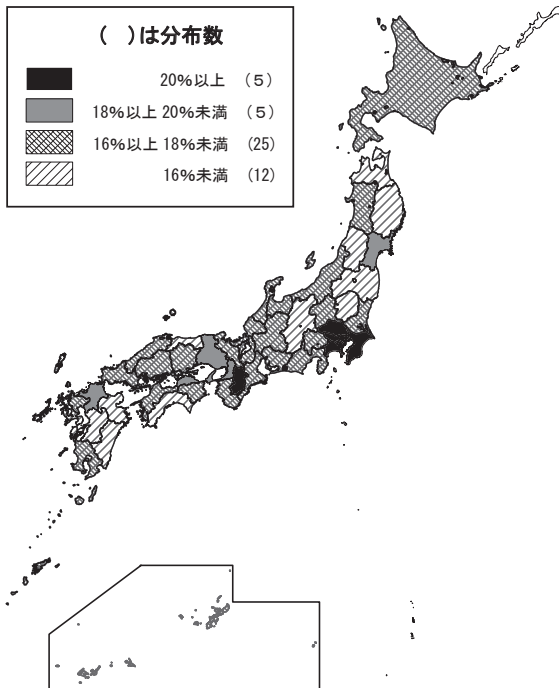 (　)は分布数
20%以上 (5)
18%以上 20%未満 (5)
16%以上 18%未満 (25)
16%未満 (12)